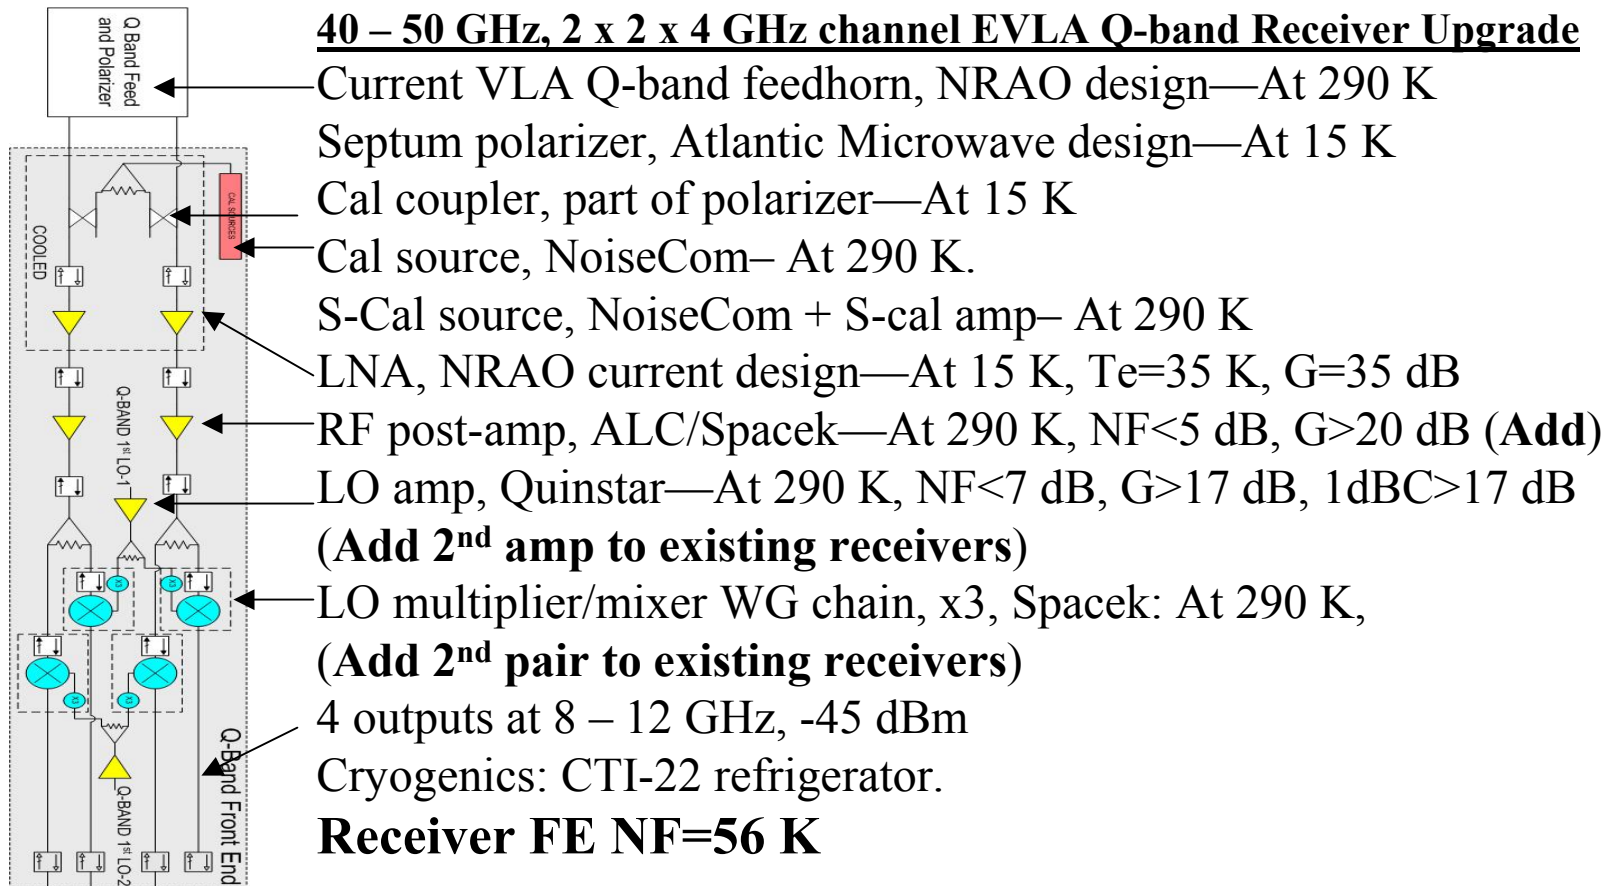 40 – 50 GHz, 2 x 2 x 4 GHz channel EVLA Q-band Receiver Upgrade
Current VLA Q-band feedhorn, NRAO design—At 290 K
Septum polarizer, Atlantic Microwave design—At 15 K
Cal coupler, part of polarizer—At 15 K
Cal source, NoiseCom– At 290 K.
S-Cal source, NoiseCom + S-cal amp– At 290 K
LNA, NRAO current design—At 15 K, Te=35 K, G=35 dB
RF post-amp, ALC/Spacek—At 290 K, NF<5 dB, G>20 dB (Add)
LO amp, Quinstar—At 290 K, NF<7 dB, G>17 dB, 1dBC>17 dB
(Add 2nd amp to existing receivers)
LO multiplier/mixer WG chain, x3, Spacek: At 290 K,
(Add 2nd pair to existing receivers)
4 outputs at 8 – 12 GHz, -45 dBm
Cryogenics: CTI-22 refrigerator.
Receiver FE NF=56 K
Q Band Feed
and Polarizer
CAL SOURCES
COOLED
Q-BAND 1st LO-1
X3
X3
X3
X3
Q-BAND 1st LO-2
Q-Band Front End